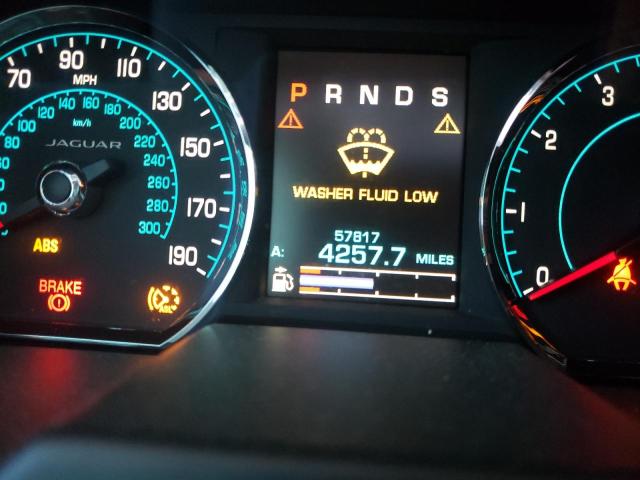 70 90 110 130 150 170 190
MPH
80 100 120 140 160 180 200 220 240 260 280 300
km/h
JAGUAR
ABS
BRAKE
ASL
P R N D S
WASHER FLUID LOW
57817
A: 4257.7 MILES
0 1 2 3